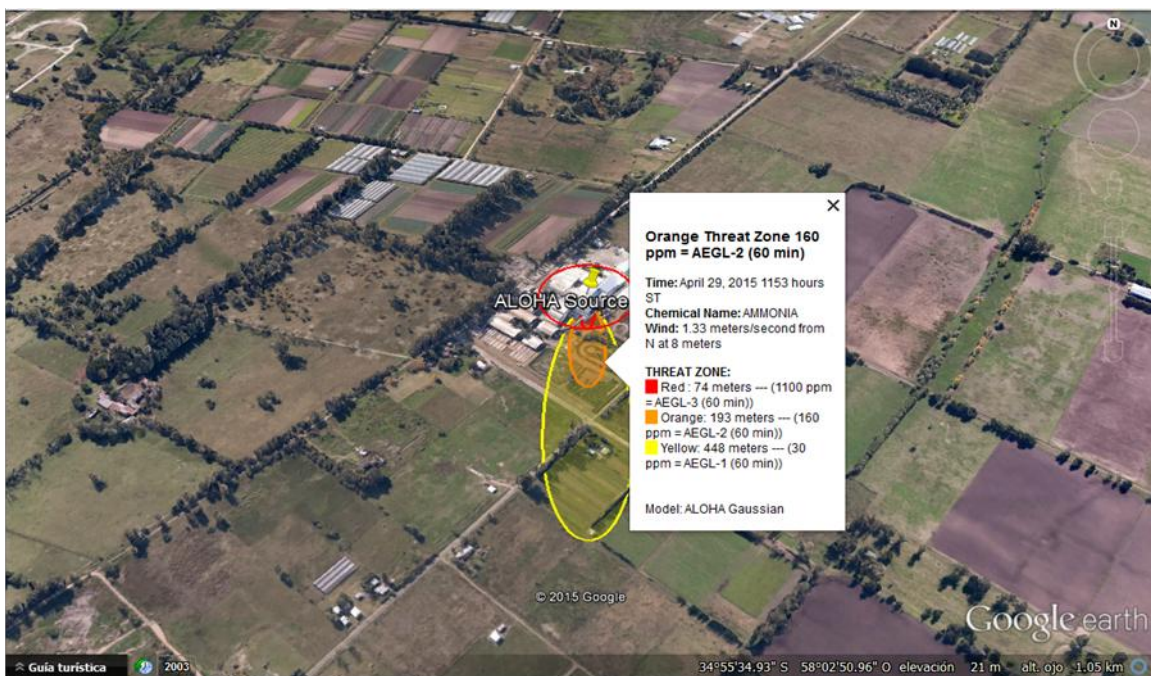 N
Orange Threat Zone 160
ppm = AEGL-2 (60 min)
Time: April 29, 2015 1153 hours
ST
Chemical Name: AMMONIA
Wind: 1.33 meters/second from
N at 8 meters
THREAT ZONE:
Red : 74 meters --- (1100 ppm
= AEGL-3 (60 min))
Orange: 193 meters --- (160
ppm = AEGL-2 (60 min))
Yellow: 448 meters --- (30
ppm = AEGL-1 (60 min))
Model: ALOHA Gaussian
ALOHA Source
© 2015 Google
Google earth
Guía turística
2003
34°55'34.93" S 58°02'50.96" O elevación 21 m alt. ojo 1.05 km